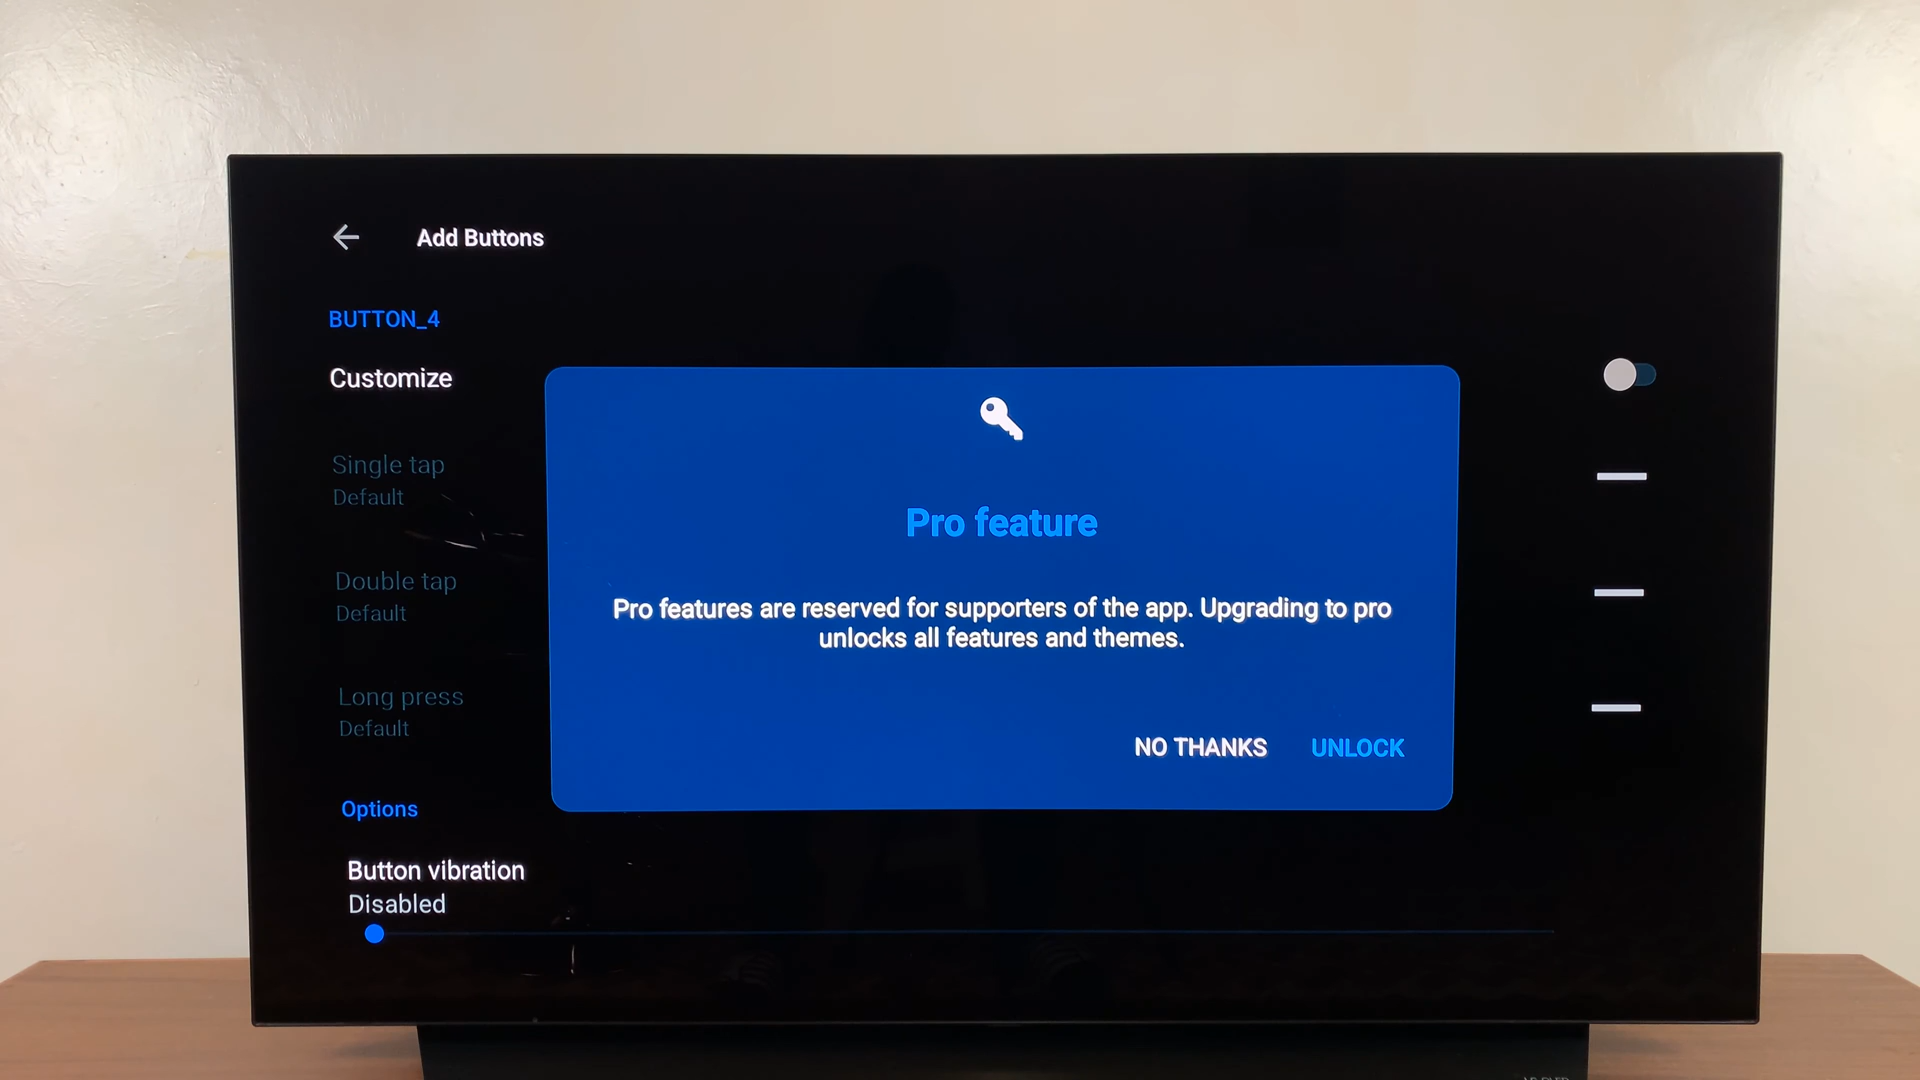 Add Buttons
BUTTON_4
Customize
Single tap
Default
Double tap
Default
Long press
Default
Options
Button vibration
Disabled
Pro feature
Pro features are reserved for supporters of the app. Upgrading to pro
unlocks all features and themes.
NO THANKS UNLOCK